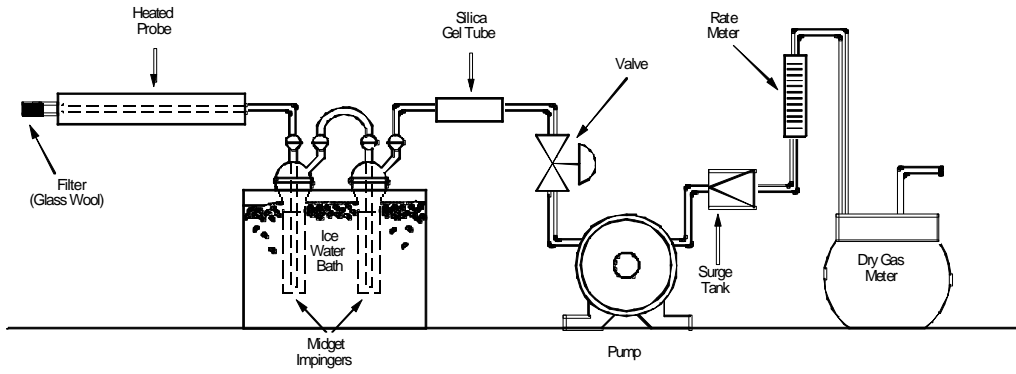 Heated
Probe
Silica
Gel Tube
Rate
Meter
Valve
Filter
(Glass Wool)
Ice
Water
Bath
Surge
Tank
Dry Gas
Meter
Midget
Impingers
Pump